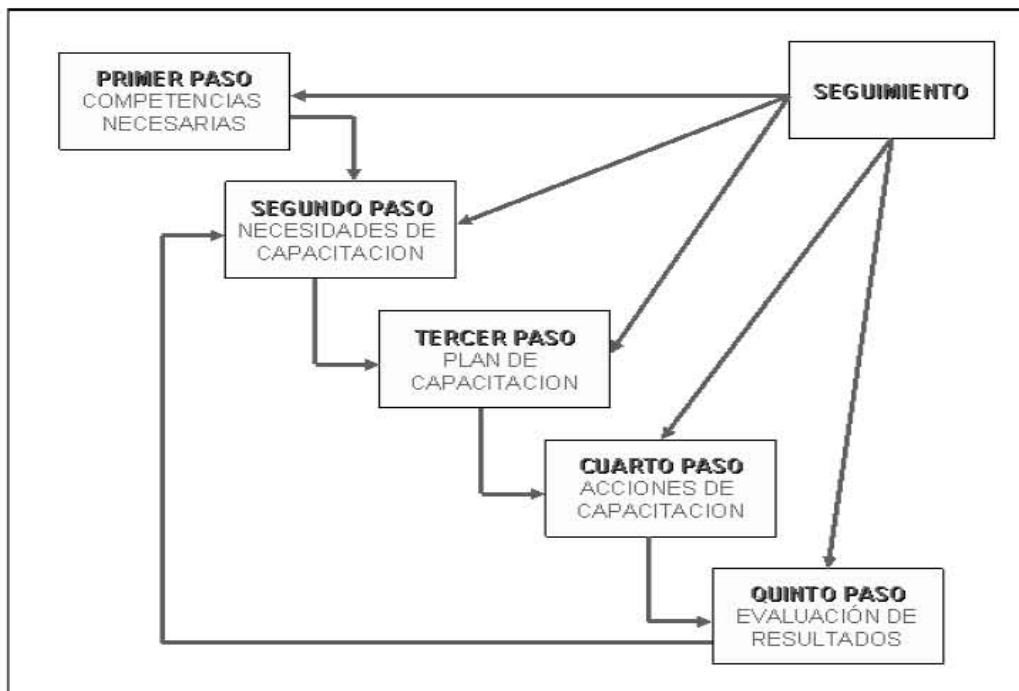 PRIMER PASO
COMPETENCIAS
NECESARIAS
SEGUIMIENTO
SEGUNDO PASO
NECESIDADES DE
CAPACITACION
TERCER PASO
PLAN DE
CAPACITACION
CUARTO PASO
ACCIONES DE
CAPACITACION
QUINTO PASO
EVALUACIÓN DE
RESULTADOS